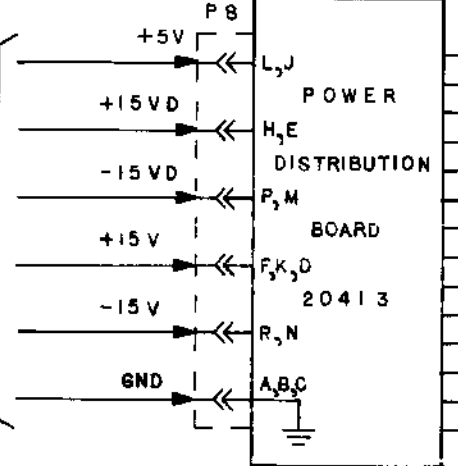 P8
+5V
L,J
+15VD
H,E
-15VD
P,M
+15V
F,K,D
-15V
R,N
GND
A,B,C
POWER
DISTRIBUTION
BOARD
20413